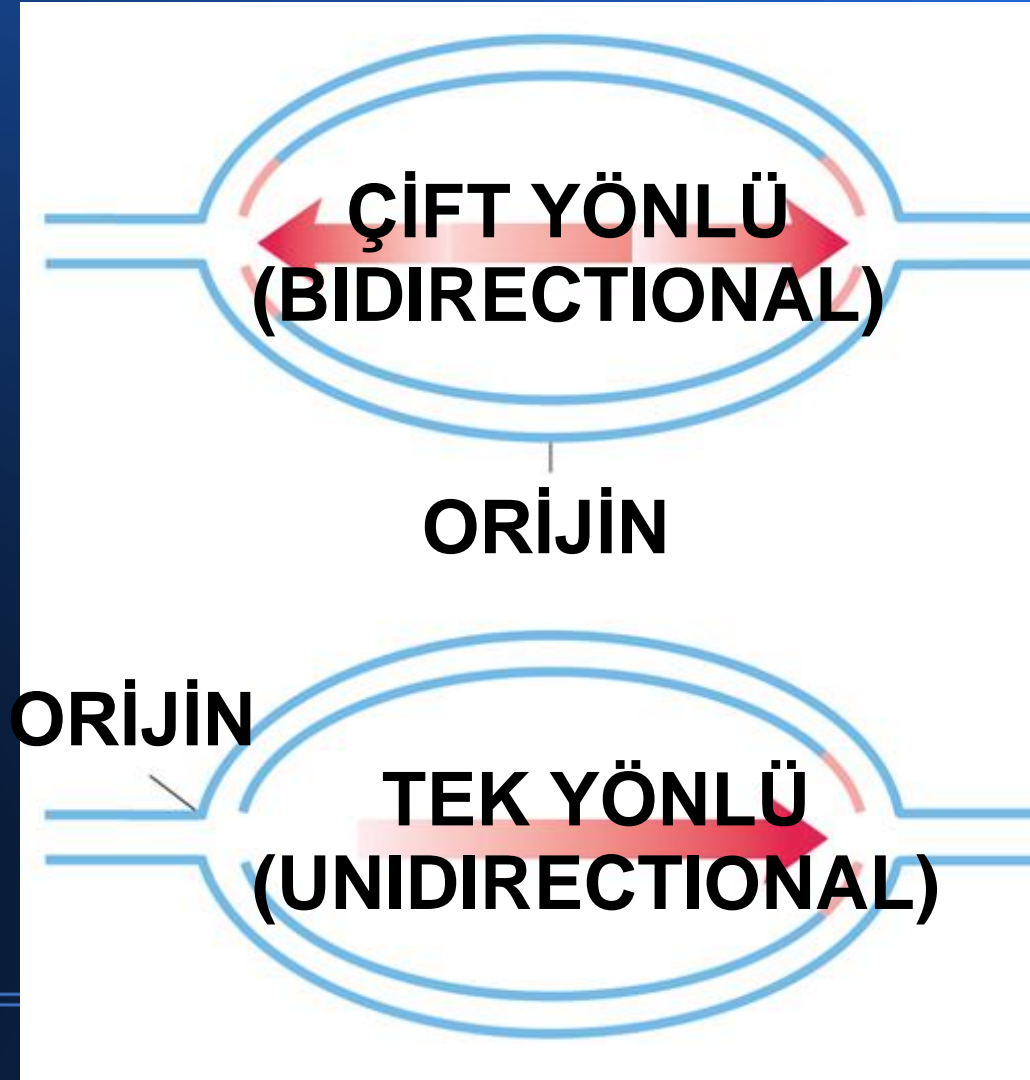 ÇİFT YÖNLÜ
(BIDIRECTIONAL)
ORİJİN
ORİJİN
TEK YÖNLÜ
(UNIDIRECTIONAL)